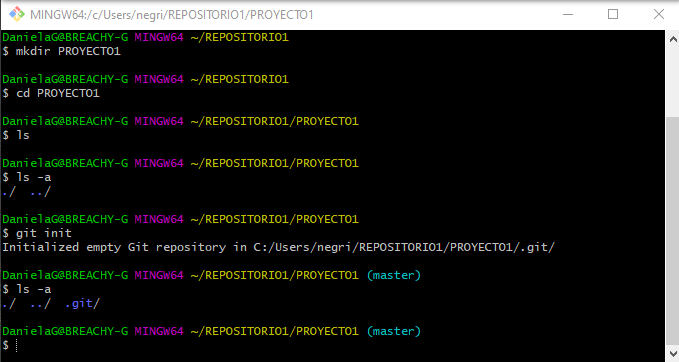 MINGW64:/c/Users/negri/REPOSITORIO1/PROYECTO1
DanielaG@BREACHY-G MINGW64 ~/REPOSITORIO1
$ mkdir PROYECTO1
DanielaG@BREACHY-G MINGW64 ~/REPOSITORIO1
$ cd PROYECTO1
DanielaG@BREACHY-G MINGW64 ~/REPOSITORIO1/PROYECTO1
$ ls
DanielaG@BREACHY-G MINGW64 ~/REPOSITORIO1/PROYECTO1
$ ls -a
./  ../
DanielaG@BREACHY-G MINGW64 ~/REPOSITORIO1/PROYECTO1
$ git init
Initialized empty Git repository in C:/Users/negri/REPOSITORIO1/PROYECTO1/.git/
DanielaG@BREACHY-G MINGW64 ~/REPOSITORIO1/PROYECTO1 (master)
$ ls -a
./  ../  .git/
DanielaG@BREACHY-G MINGW64 ~/REPOSITORIO1/PROYECTO1 (master)
$